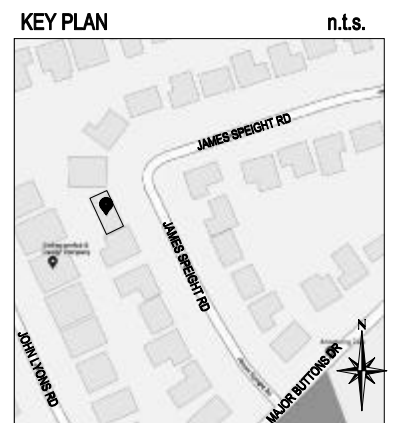 KEY PLAN n.t.s.
JAMES SPEIGHT RD
JAMES SPEIGHT RD
JOHN LYONS RD
MAJOR BUTTONS DR
N